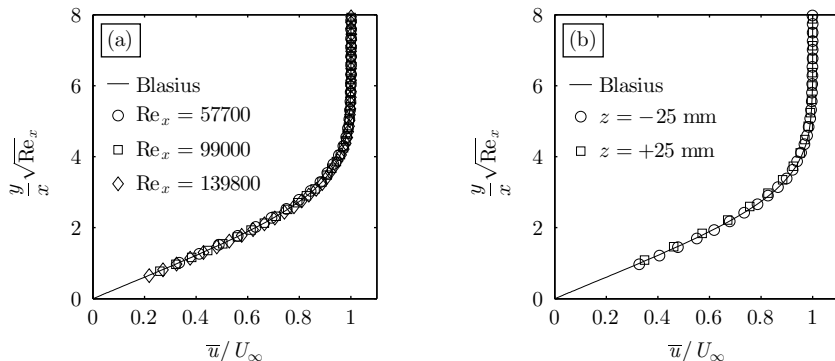 (a)
Blasius
Re_x = 57700
Re_x = 99000
Re_x = 139800
y/x √Re_x
8
6
4
2
0
0 0.2 0.4 0.6 0.8 1
u̅/U_∞
(b)
Blasius
z = −25 mm
z = +25 mm
y/x √Re_x
8
6
4
2
0
0 0.2 0.4 0.6 0.8 1
u̅/U_∞